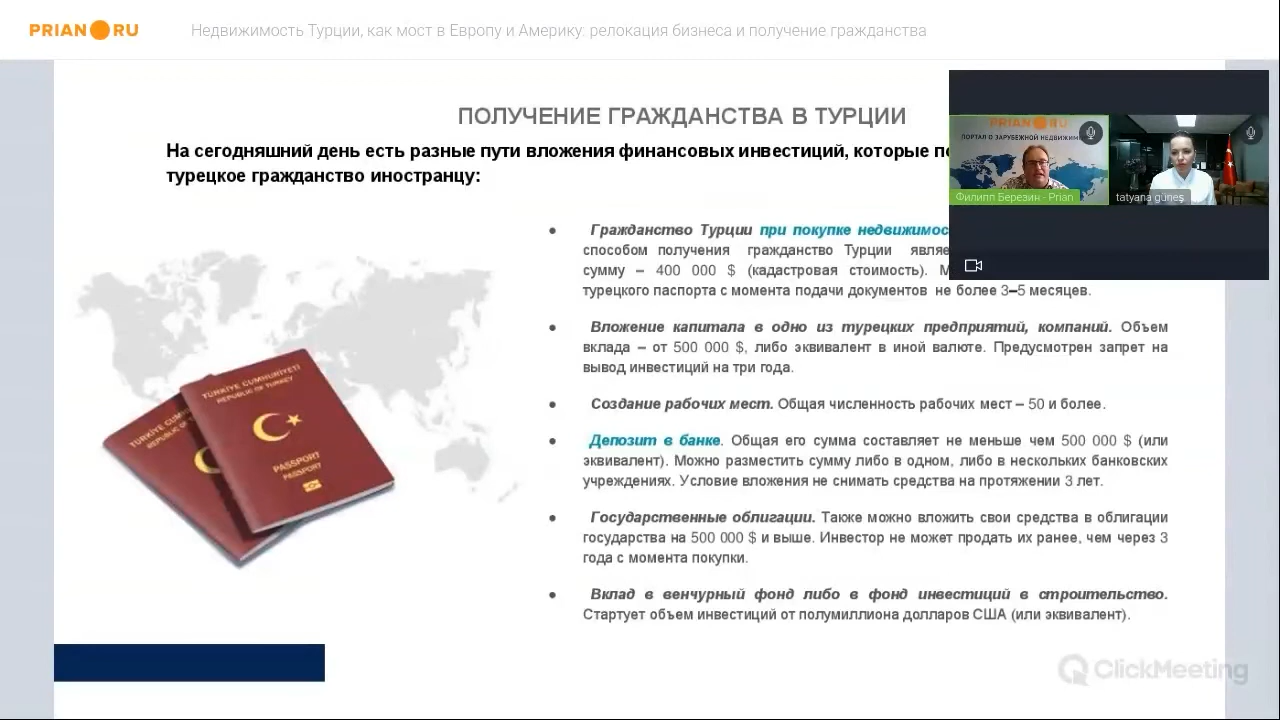 PRIAN RU
Недвижимость Турции, как мост в Европу и Америку: релокация бизнеса и получение гражданства
ПОЛУЧЕНИЕ ГРАЖДАНСТВА В ТУРЦИИ
На сегодняшний день есть разные пути вложения финансовых инвестиций, которые
турецкое гражданство иностранцу:
PRIAN RU
ПОРТАЛ О ЗАРУБЕЖНОЙ НЕДВИЖИМ
Филипп Березин - Prian
tatyana güneş
● Гражданство Турции при покупке
способом получения гражданство Турции
сумму – 400 000 $ (кадастровая стоимость).
турецкого паспорта с момента подачи документов не более 3–5 месяцев.
● Вложение капитала в одно из турецких предприятий, компаний. Объем
вклада – от 500 000 $, либо эквивалент в иной валюте. Предусмотрен запрет на
вывод инвестиций на три года.
● Создание рабочих мест. Общая численность рабочих мест – 50 и более.
● Депозит в банке. Общая его сумма составляет не меньше чем 500 000 $ (или
эквивалент). Можно разместить сумму либо в одном, либо в нескольких банковских
учреждениях. Условие вложения не снимать средства на протяжении 3 лет.
● Государственные облигации. Также можно вложить свои средства в облигации
государства на 500 000 $ и выше. Инвестор не может продать их ранее, чем через 3
года с момента покупки.
● Вклад в венчурный фонд либо в фонд инвестиций в строительство.
Стартует объем инвестиций от полумиллиона долларов США (или эквивалент).
TÜRKİYE CUMHURİYETİ
REPUBLIC OF TURKEY
PASAPORT
PASSPORT
ClickMeeting